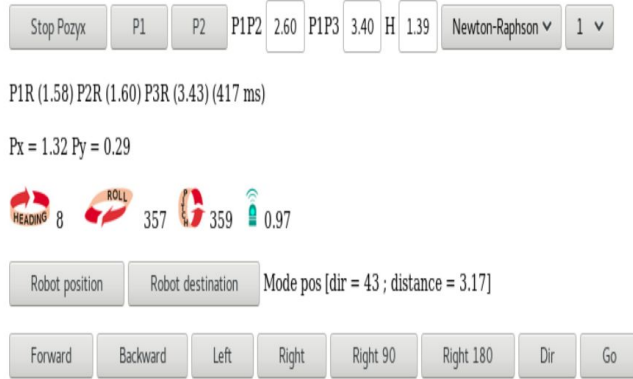 Stop Pozyx P1 P2 P1P2 2.60 P1P3 3.40 H 1.39 Newton-Raphson 1
P1R (1.58) P2R (1.60) P3R (3.43) (417 ms)
Px = 1.32 Py = 0.29
HEADING 8 ROLL 357 PITCH 359 0.97
Robot position Robot destination Mode pos [dir = 43 ; distance = 3.17]
Forward Backward Left Right Right 90 Right 180 Dir Go